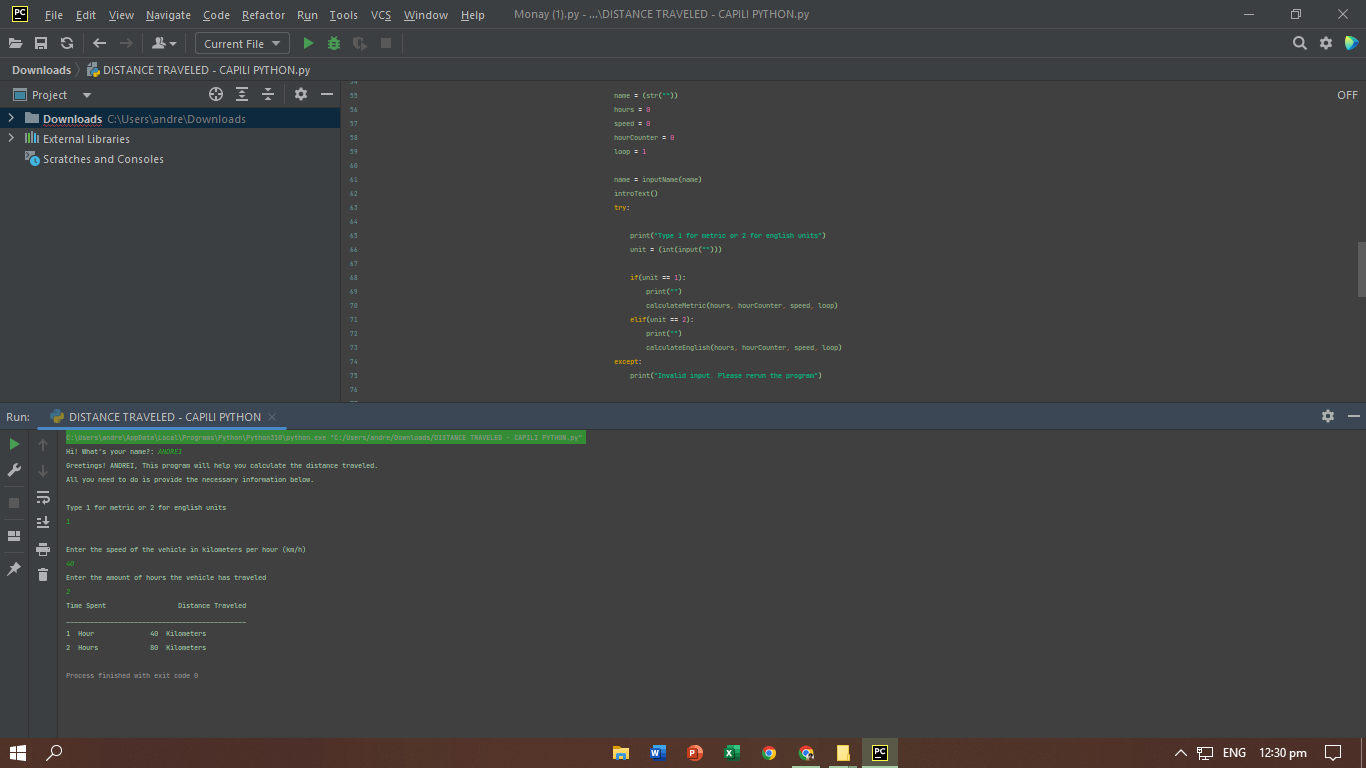 PC File Edit View Navigate Code Refactor Run Tools VCS Window Help Monay (1).py - ...\DISTANCE TRAVELED - CAPILI PYTHON.py
Current File
Downloads DISTANCE TRAVELED - CAPILI PYTHON.py
Project
OFF
Downloads C:\Users\andre\Downloads
External Libraries
Scratches and Consoles
54
55 name = (str(""))
56 hours = 0
57 speed = 0
58 hourCounter = 0
59 loop = 1
60
61 name = inputName(name)
62 introText()
63 try:
64
65 print("Type 1 for metric or 2 for english units")
66 unit = (int(input("")))
67
68 if(unit == 1):
69 print("")
70 calculateMetric(hours, hourCounter, speed, loop)
71 elif(unit == 2):
72 print("")
73 calculateEnglish(hours, hourCounter, speed, loop)
74 except:
75 print("Invalid input. Please rerun the program")
76
Run: DISTANCE TRAVELED - CAPILI PYTHON
C:\Users\andre\AppData\Local\Programs\Python\Python310\python.exe "C:/Users/andre/Downloads/DISTANCE TRAVELED - CAPILI PYTHON.py"
Hi! What's your name?: ANDREI
Greetings! ANDREI, This program will help you calculate the distance traveled.
All you need to do is provide the necessary information below.
Type 1 for metric or 2 for english units
1
Enter the speed of the vehicle in kilometers per hour (km/h)
40
Enter the amount of hours the vehicle has traveled
2
Time Spent Distance Traveled
_____________________________________________
1 Hour 40 Kilometers
2 Hours 80 Kilometers
Process finished with exit code 0
ENG 12:30 pm